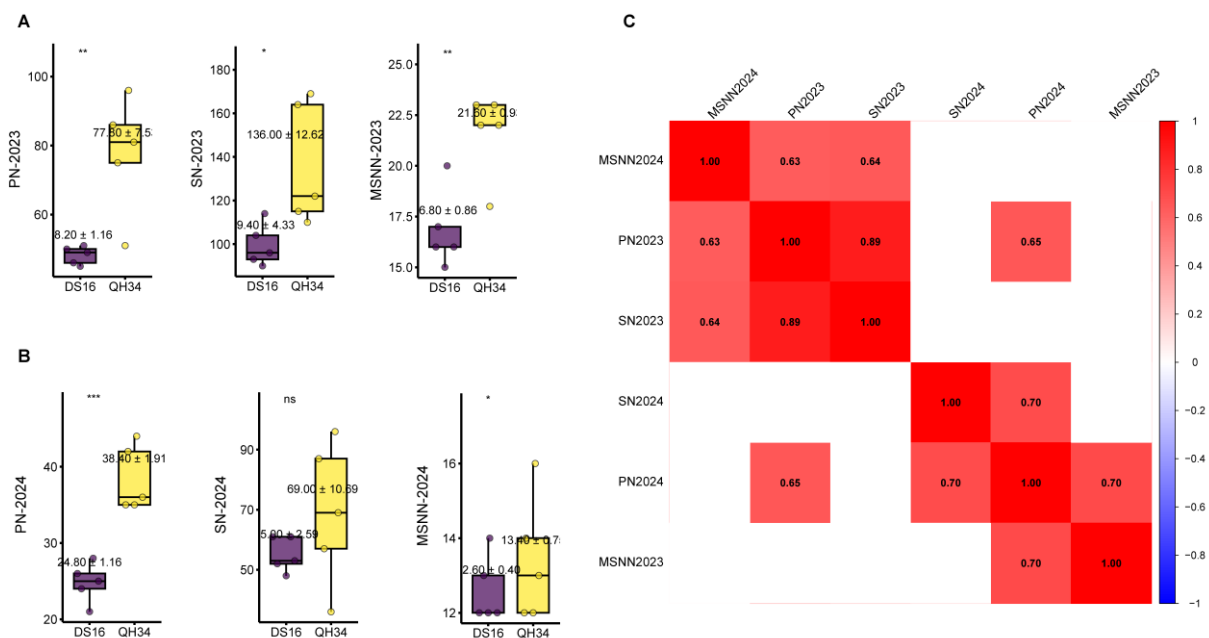 A
**
100
80
60
PN-2023
77.80 ± 7.5
8.20 ± 1.16
DS16 QH34
*
180
160
140
120
100
SN-2023
136.00 ± 12.62
9.40 ± 4.33
DS16 QH34
**
25.0
22.5
20.0
17.5
15.0
MSNN-2023
21.60 ± 0.9
6.80 ± 0.86
DS16 QH34
B
***
40
30
20
PN-2024
38.40 ± 1.91
24.80 ± 1.16
DS16 QH34
ns
90
70
50
SN-2024
69.00 ± 10.69
5.00 ± 2.59
DS16 QH34
*
16
14
12
MSNN-2024
13.40 ± 0.7
2.60 ± 0.40
DS16 QH34
C
MSNN2024 PN2023 SN2023 SN2024 PN2024 MSNN2023
MSNN2024 1.00 0.63 0.64
PN2023 0.63 1.00 0.89 0.65
SN2023 0.64 0.89 1.00
SN2024 1.00 0.70
PN2024 0.65 0.70 1.00 0.70
MSNN2023 0.70 1.00
1
0.8
0.6
0.4
0.2
0
−0.2
−0.4
−0.6
−0.8
−1